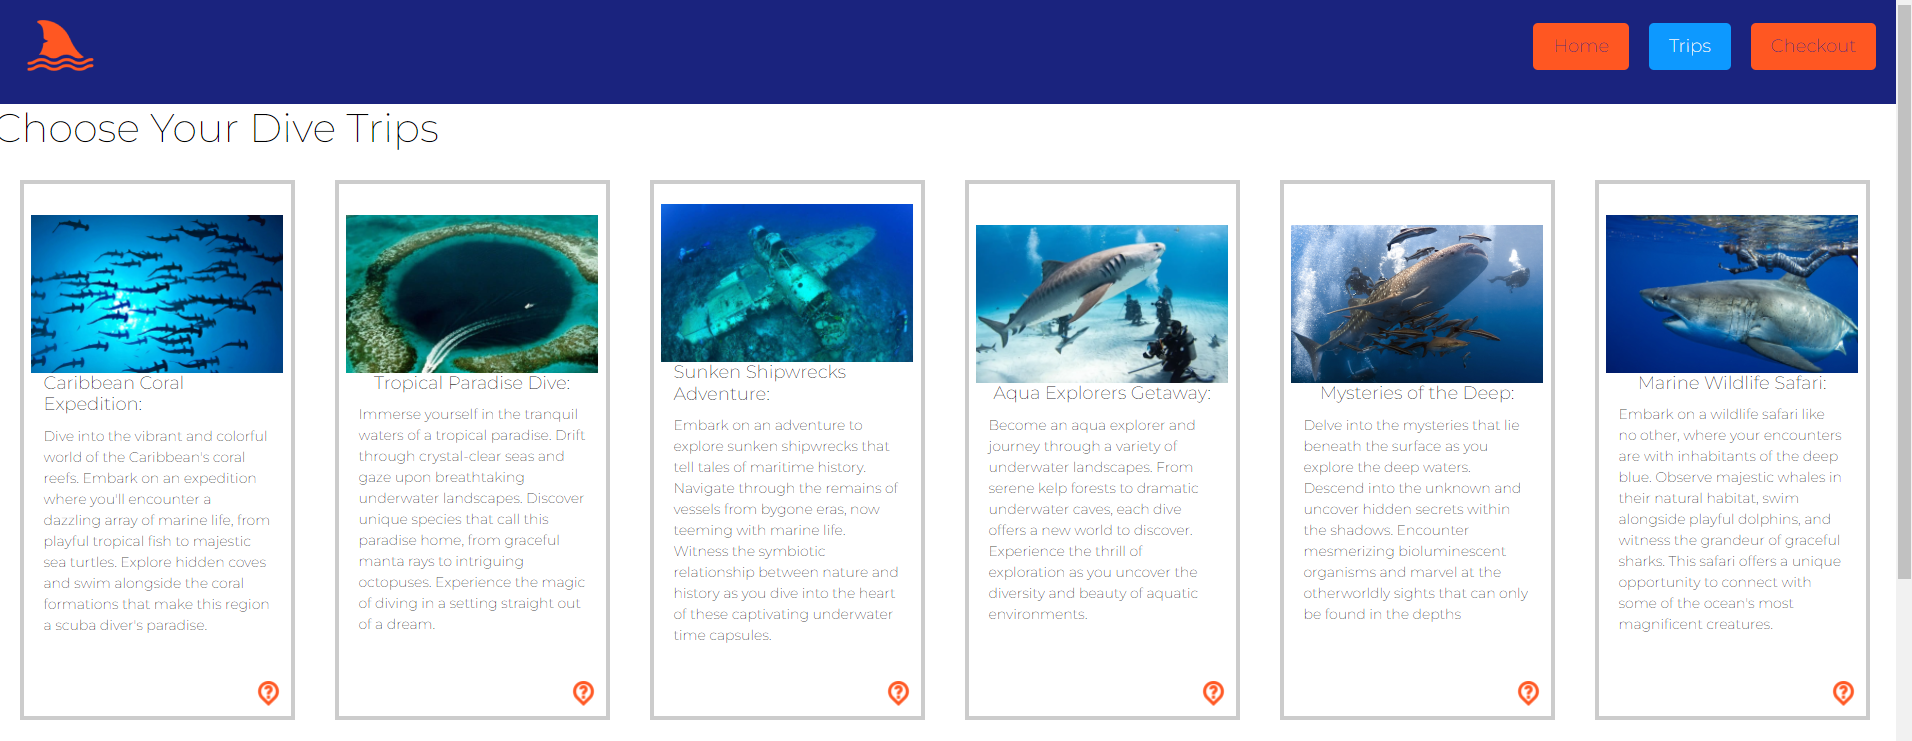 Home
Trips
Checkout
Choose Your Dive Trips
Caribbean Coral
Expedition:
Dive into the vibrant and colorful
world of the Caribbean's coral
reefs. Embark on an expedition
where you'll encounter a
dazzling array of marine life, from
playful tropical fish to majestic
sea turtles. Explore hidden coves
and swim alongside the coral
formations that make this region
a scuba diver's paradise.
Tropical Paradise Dive:
Immerse yourself in the tranquil
waters of a tropical paradise. Drift
through crystal-clear seas and
gaze upon breathtaking
underwater landscapes. Discover
unique species that call this
paradise home, from graceful
manta rays to intriguing
octopuses. Experience the magic
of diving in a setting straight out
of a dream.
Sunken Shipwrecks
Adventure:
Embark on an adventure to
explore sunken shipwrecks that
tell tales of maritime history.
Navigate through the remains of
vessels from bygone eras, now
teeming with marine life.
Witness the symbiotic
relationship between nature and
history as you dive into the heart
of these captivating underwater
time capsules.
Aqua Explorers Getaway:
Become an aqua explorer and
journey through a variety of
underwater landscapes. From
serene kelp forests to dramatic
underwater caves, each dive
offers a new world to discover.
Experience the thrill of
exploration as you uncover the
diversity and beauty of aquatic
environments.
Mysteries of the Deep:
Delve into the mysteries that lie
beneath the surface as you
explore the deep waters.
Descend into the unknown and
uncover hidden secrets within
the shadows. Encounter
mesmerizing bioluminescent
organisms and marvel at the
otherworldly sights that can only
be found in the depths
Marine Wildlife Safari:
Embark on a wildlife safari like
no other, where your encounters
are with inhabitants of the deep
blue. Observe majestic whales in
their natural habitat, swim
alongside playful dolphins, and
witness the grandeur of graceful
sharks. This safari offers a unique
opportunity to connect with
some of the ocean's most
magnificent creatures.